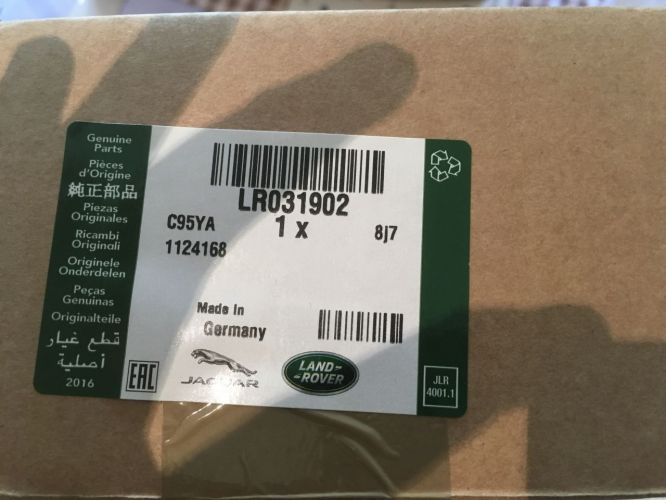 Genuine
Parts
Pièces
d'Origine
純正部品
Piezas
Originales
Ricambi
Originali
Originele
Onderdelen
Peças
Genuinas
Originalteile
قطع غيار
أصلية
2016
LR031902
C95YA
1 x
8j7
1124168
Made in
Germany
EAC
JAGUAR
LAND-
-ROVER
JLR
4001.1